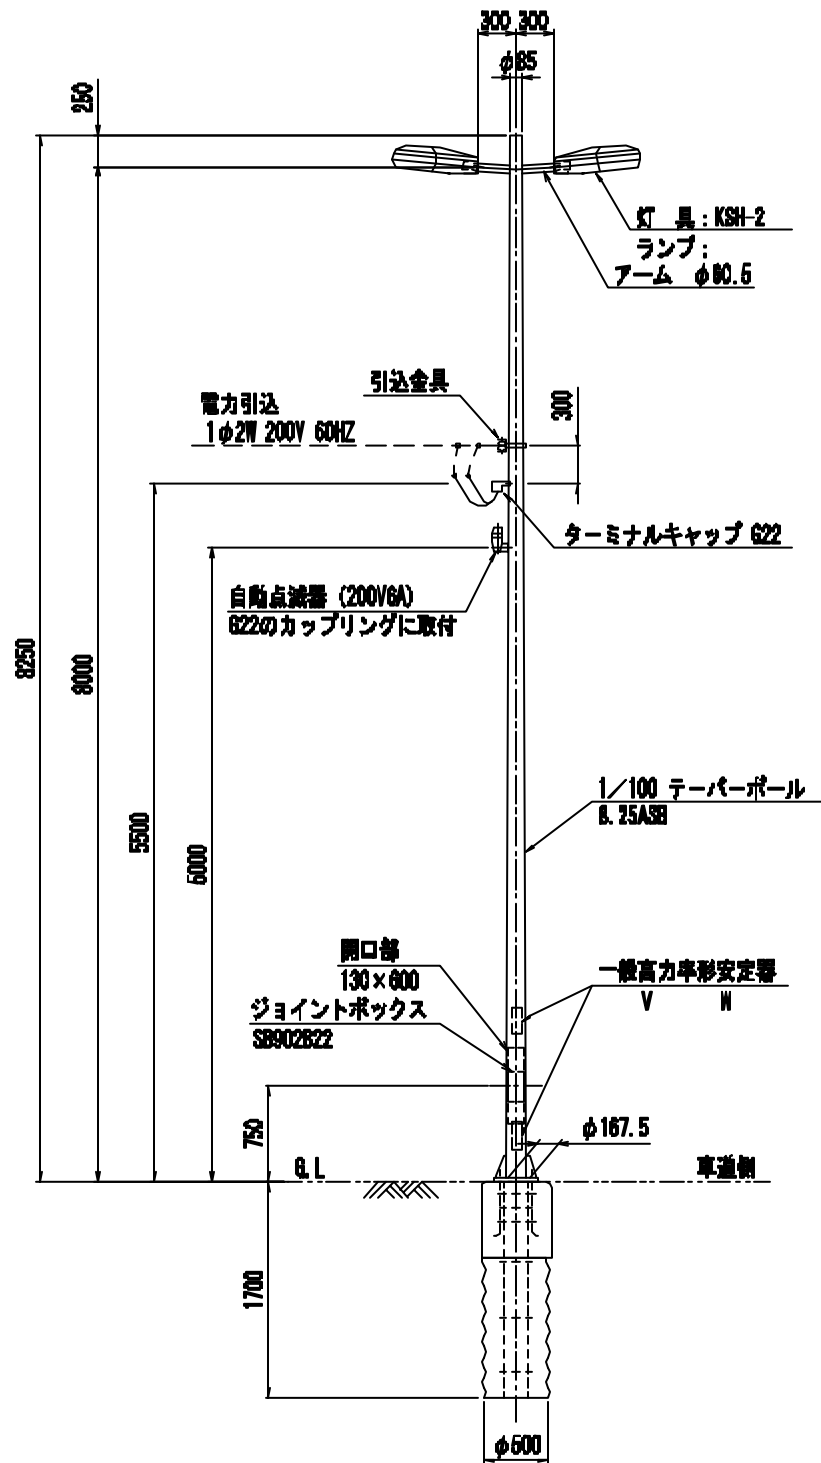 300 300
φ85
250
灯 具：KSH-2
ランプ：
アーム φ60.5
引込金具
電力引込
1φ2W 200V 60HZ
300
ターミナルキャップ G22
自動点滅器 (200V6A)
G22のカップリングに取付
8250
8000
5500
5000
1/100 テーパーポール
8.25ASB
開口部
130×600
ジョイントボックス
SB902B22
一般高力率形安定器
V W
750
φ167.5
G.L
車道側
1700
φ500